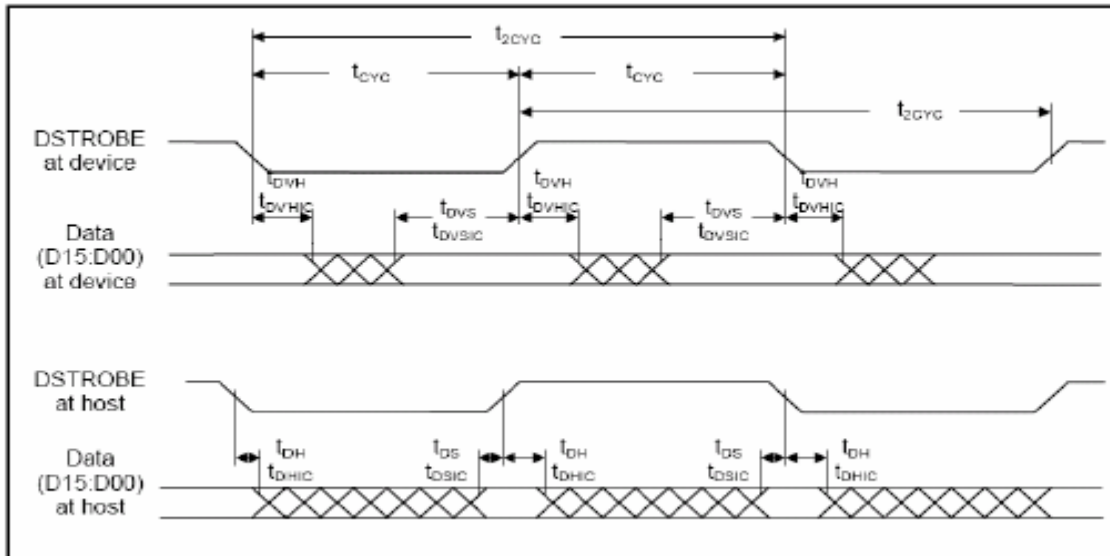 t2CYC
tCYC tCYC
t2CYC
DSTROBE
at device
tDVH tDVH tDVH
tDVHIC tDVS tDVHIC tDVS tDVHIC
tDVSIC tDVSIC
Data
(D15:D00)
at device
DSTROBE
at host
tDH tDS tDH tDS tDH
tDHIC tDSIC tDHIC tDSIC tDHIC
Data
(D15:D00)
at host